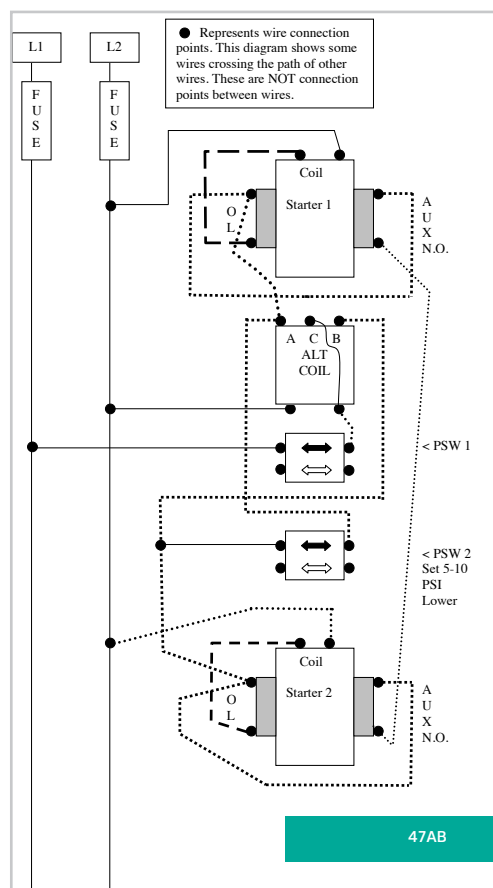 L1
L2
● Represents wire connection
points. This diagram shows some
wires crossing the path of other
wires. These are NOT connection
points between wires.
F
U
S
E
F
U
S
E
Coil
Starter 1
O
L
A
U
X
N.O.
A C B
ALT
COIL
< PSW 1
< PSW 2
Set 5-10
PSI
Lower
Coil
Starter 2
O
L
A
U
X
N.O.
47AB